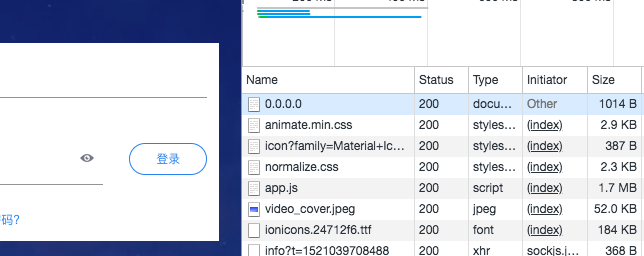 登录
码?
Name Status Type Initiator Size
0.0.0.0 200 docu... Other 1014 B
animate.min.css 200 styles... (index) 2.9 KB
icon?family=Material+Ic... 200 styles... (index) 387 B
normalize.css 200 styles... (index) 2.3 KB
app.js 200 script (index) 1.7 MB
video_cover.jpeg 200 jpeg (index) 52.0 KB
ionicons.24712f6.ttf 200 font (index) 184 KB
info?t=1521039708488 200 xhr sockjs.j... 368 B